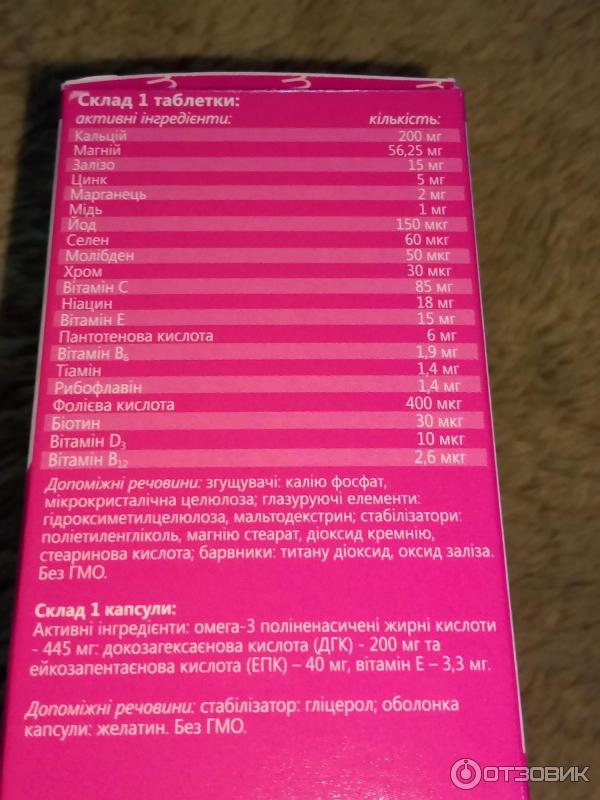 Склад 1 таблетки:
активні інгредієнти: кількість:
Кальцій 200 мг
Магній 56,25 мг
Залізо 15 мг
Цинк 5 мг
Марганець 2 мг
Мідь 1 мг
Йод 150 мкг
Селен 60 мкг
Молібден 50 мкг
Хром 30 мкг
Вітамін С 85 мг
Ніацин 18 мг
Вітамін Е 15 мг
Пантотенова кислота 6 мг
Вітамін В₆ 1,9 мг
Тіамін 1,4 мг
Рибофлавін 1,4 мг
Фолієва кислота 400 мкг
Біотин 30 мкг
Вітамін D₃ 10 мкг
Вітамін В₁₂ 2,6 мкг
Допоміжні речовини: згущувачі: калію фосфат,
мікрокристалічна целюлоза; глазуруючі елементи:
гідроксиметилцелюлоза, мальтодекстрин; стабілізатори:
поліетиленгліколь, магнію стеарат, діоксид кремнію,
стеаринова кислота; барвники: титану діоксид, оксид заліза.
Без ГМО.
Склад 1 капсули:
Активні інгредієнти: омега-3 поліненасичені жирні кислоти
- 445 мг: докозагексаєнова кислота (ДГК) - 200 мг та
ейкозапентаєнова кислота (ЕПК) – 40 мг, вітамін Е – 3,3 мг.
Допоміжні речовини: стабілізатор: гліцерол; оболонка
капсули: желатин. Без ГМО.
ОТЗОВИК